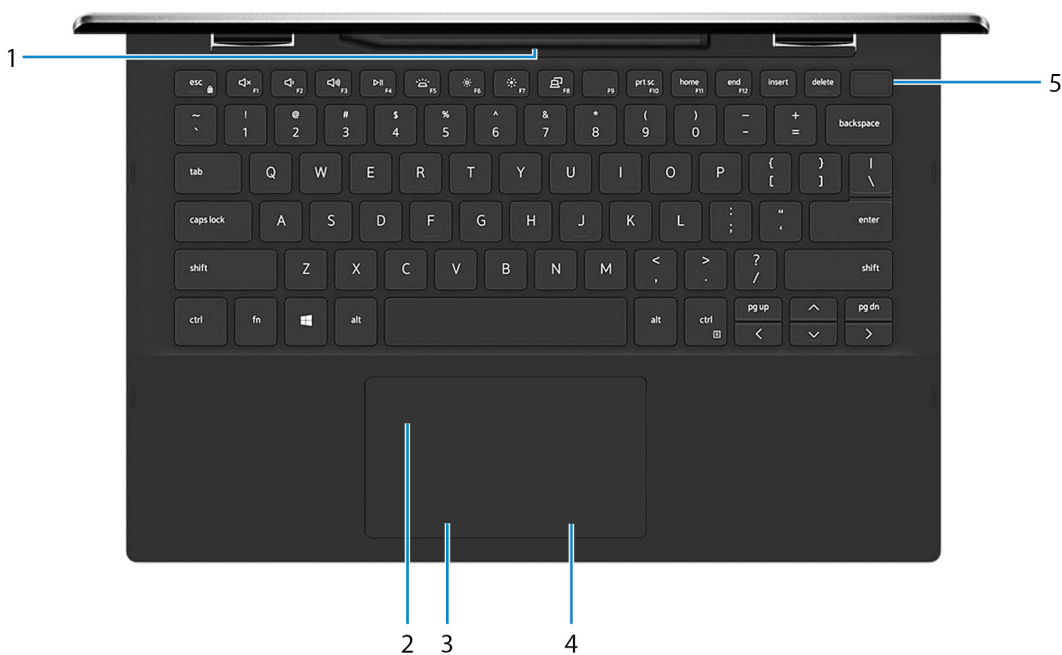 1
esc F1 F2 F3 F4 F5 F6 F7 F8 F9 prt sc F10 home F11 end F12 insert delete
5
~ ! @ # $ % ^ & * ( ) _ +
` 1 2 3 4 5 6 7 8 9 0 - = backspace
tab Q W E R T Y U I O P { [ } ] | \
caps lock A S D F G H J K L : ; " ' enter
shift Z X C V B N M < , > . ? / shift
ctrl fn alt alt ctrl pg up pg dn
2 3 4